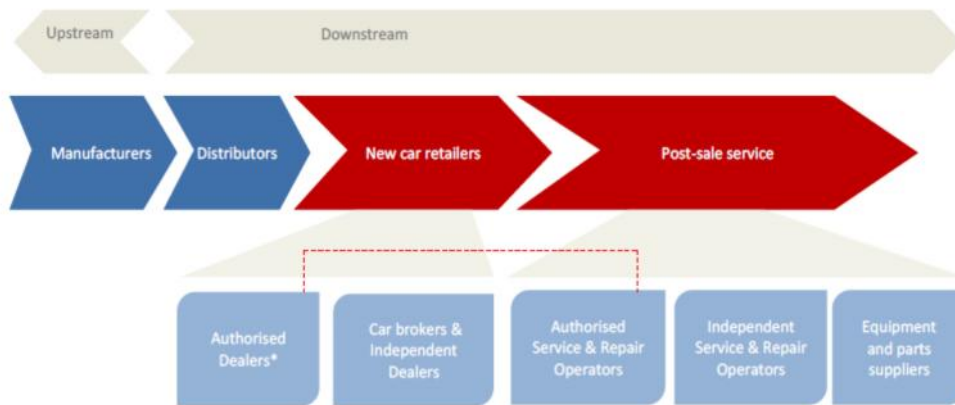 Upstream
Downstream
Manufacturers
Distributors
New car retailers
Post-sale service
Authorised
Dealers*
Car brokers &
Independent
Dealers
Authorised
Service & Repair
Operators
Independent
Service & Repair
Operators
Equipment
and parts
suppliers